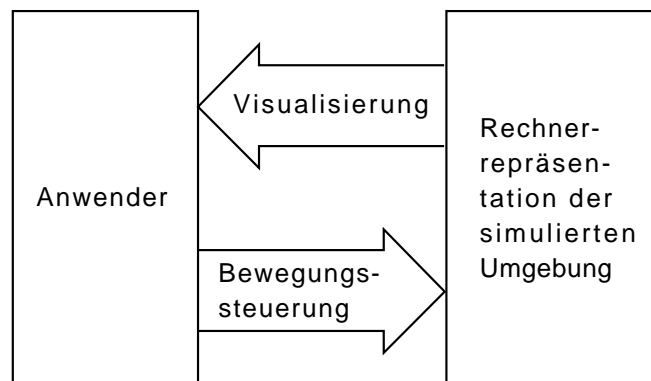 Anwender
Visualisierung
Bewegungs-
steuerung
Rechner-
repräsen-
tation der
simulierten
Umgebung